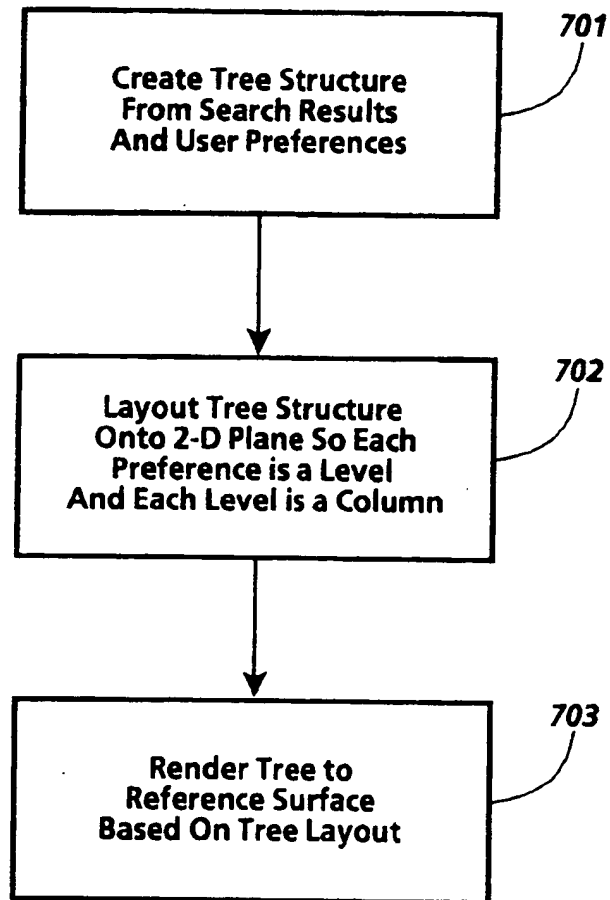 701
Create Tree Structure
From Search Results
And User Preferences
702
Layout Tree Structure
Onto 2-D Plane So Each
Preference is a Level
And Each Level is a Column
703
Render Tree to
Reference Surface
Based On Tree Layout